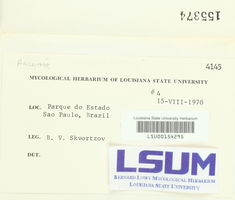 155374
4145
MYCOLOGICAL HERBARIUM OF LOUISIANA STATE UNIVERSITY
#4
15-VIII-1970
LOC. Parque do Estado
Sao Paulo, Brazil
Louisiana State University Herbarium
LEG. B. V. Skvortzov
DET.
LSUM
BERNARD LOWY MYCOLOGICAL HERBARIUM
LOUISIANA STATE UNIVERSITY